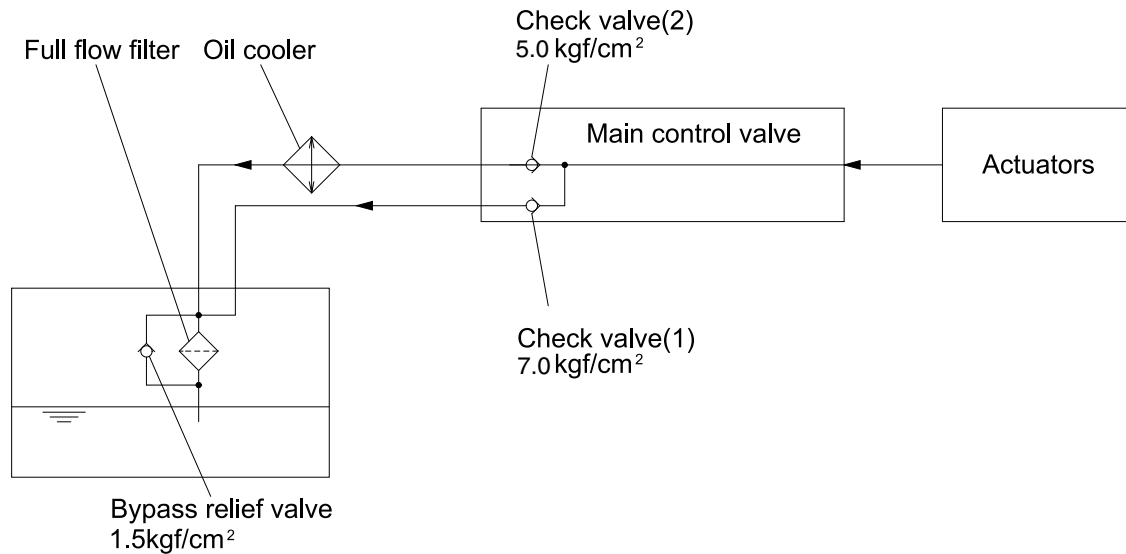 Check valve(2)
5.0 kgf/cm²
Full flow filter
Oil cooler
Main control valve
Actuators
Check valve(1)
7.0 kgf/cm²
Bypass relief valve
1.5kgf/cm²